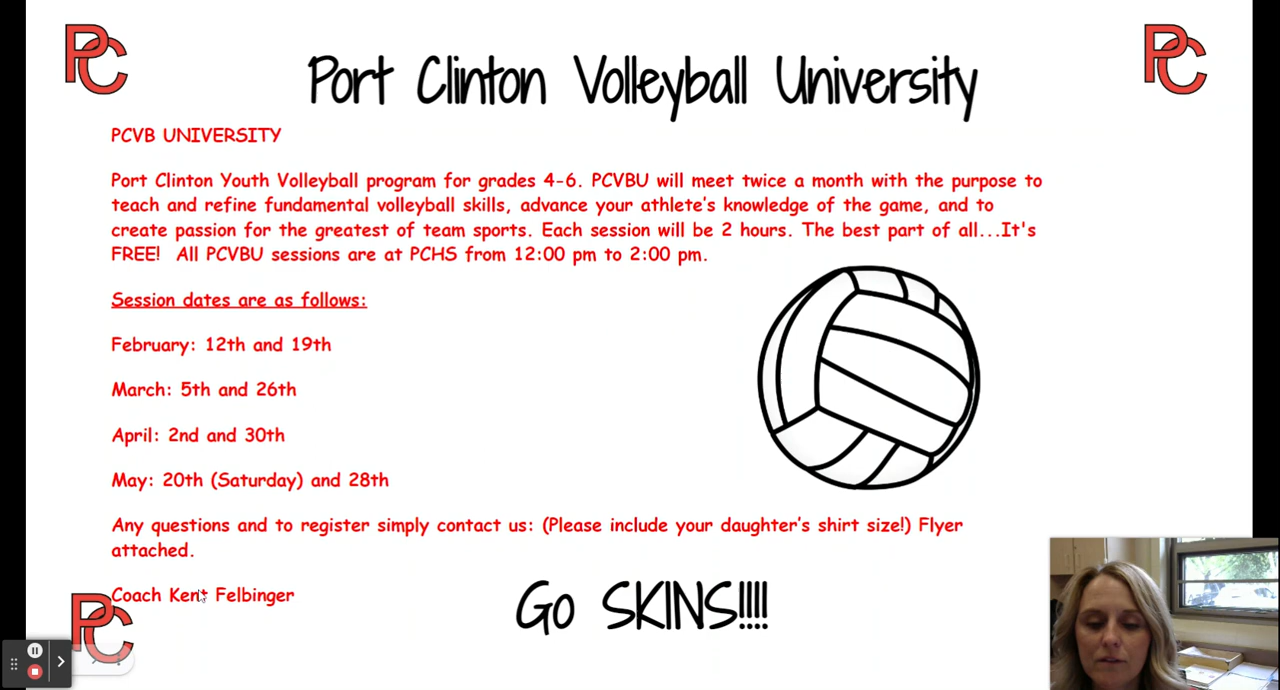 PC
PC
Port Clinton Volleyball University
PCVB UNIVERSITY
Port Clinton Youth Volleyball program for grades 4-6. PCVBU will meet twice a month with the purpose to
teach and refine fundamental volleyball skills, advance your athlete's knowledge of the game, and to
create passion for the greatest of team sports. Each session will be 2 hours. The best part of all...It's
FREE! All PCVBU sessions are at PCHS from 12:00 pm to 2:00 pm.
Session dates are as follows:
February: 12th and 19th
March: 5th and 26th
April: 2nd and 30th
May: 20th (Saturday) and 28th
Any questions and to register simply contact us: (Please include your daughter's shirt size!) Flyer
attached.
Coach Kent Felbinger
PC
Go SKINS!!!!